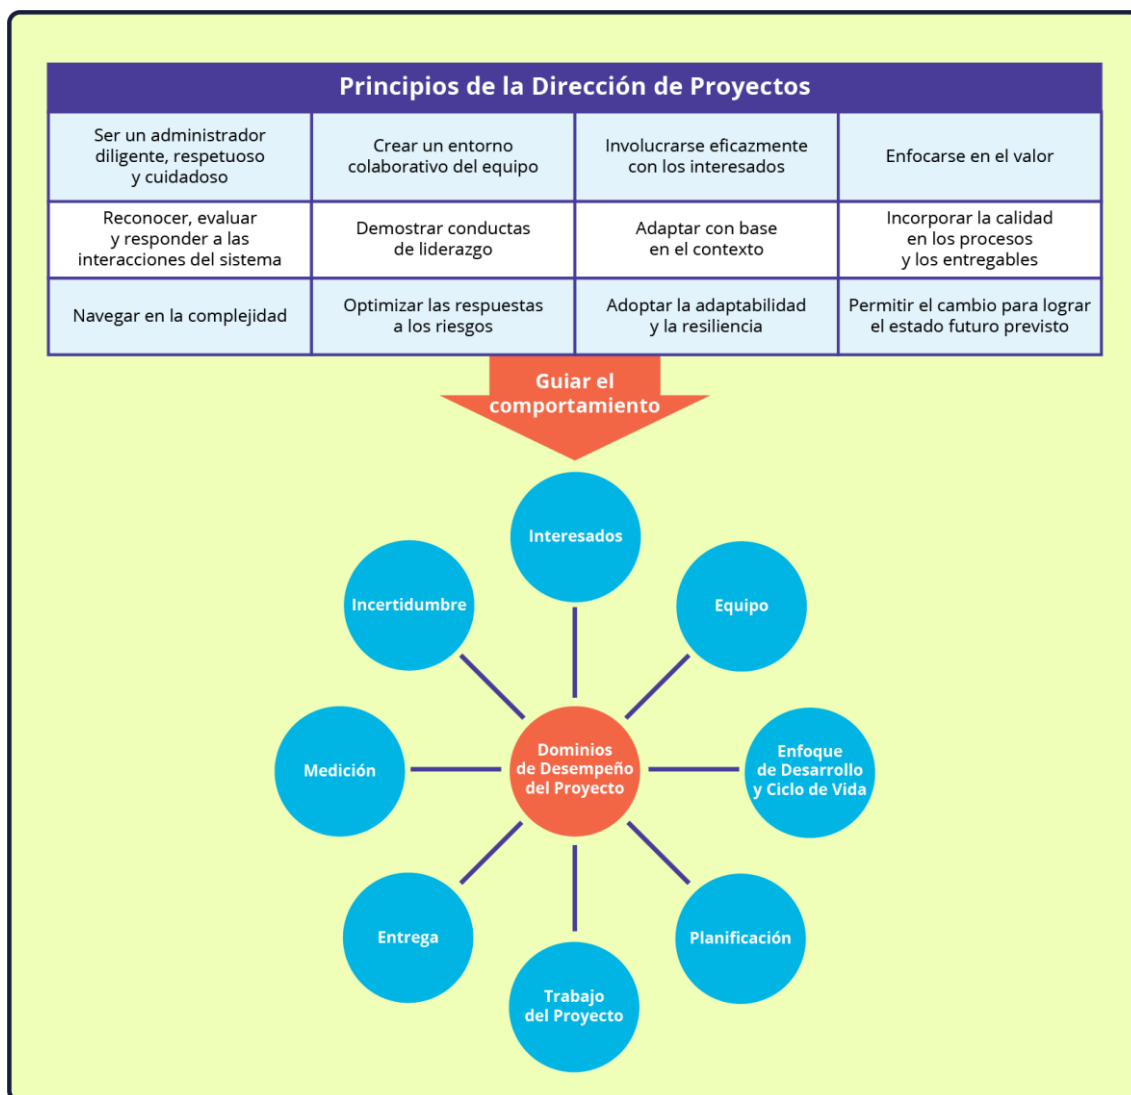 Principios de la Dirección de Proyectos
Ser un administrador
diligente, respetuoso
y cuidadoso
Crear un entorno
colaborativo del equipo
Involucrarse eficazmente
con los interesados
Enfocarse en el valor
Reconocer, evaluar
y responder a las
interacciones del sistema
Demostrar conductas
de liderazgo
Adaptar con base
en el contexto
Incorporar la calidad
en los procesos
y los entregables
Navegar en la complejidad
Optimizar las respuestas
a los riesgos
Adoptar la adaptabilidad
y la resiliencia
Permitir el cambio para lograr
el estado futuro previsto
Guiar el
comportamiento
Interesados
Equipo
Enfoque
de Desarrollo
y Ciclo de Vida
Planificación
Trabajo
del Proyecto
Entrega
Medición
Incertidumbre
Dominios
de Desempeño
del Proyecto